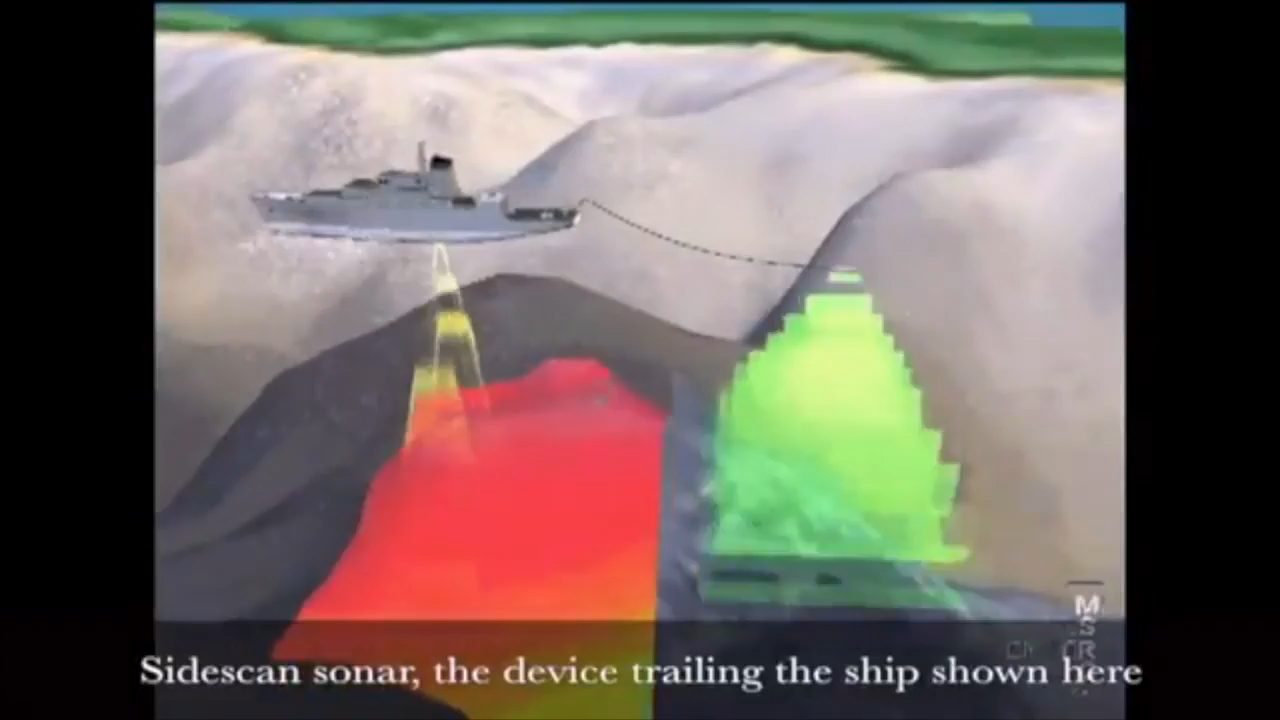 Sidescan sonar, the device trailing the ship shown here